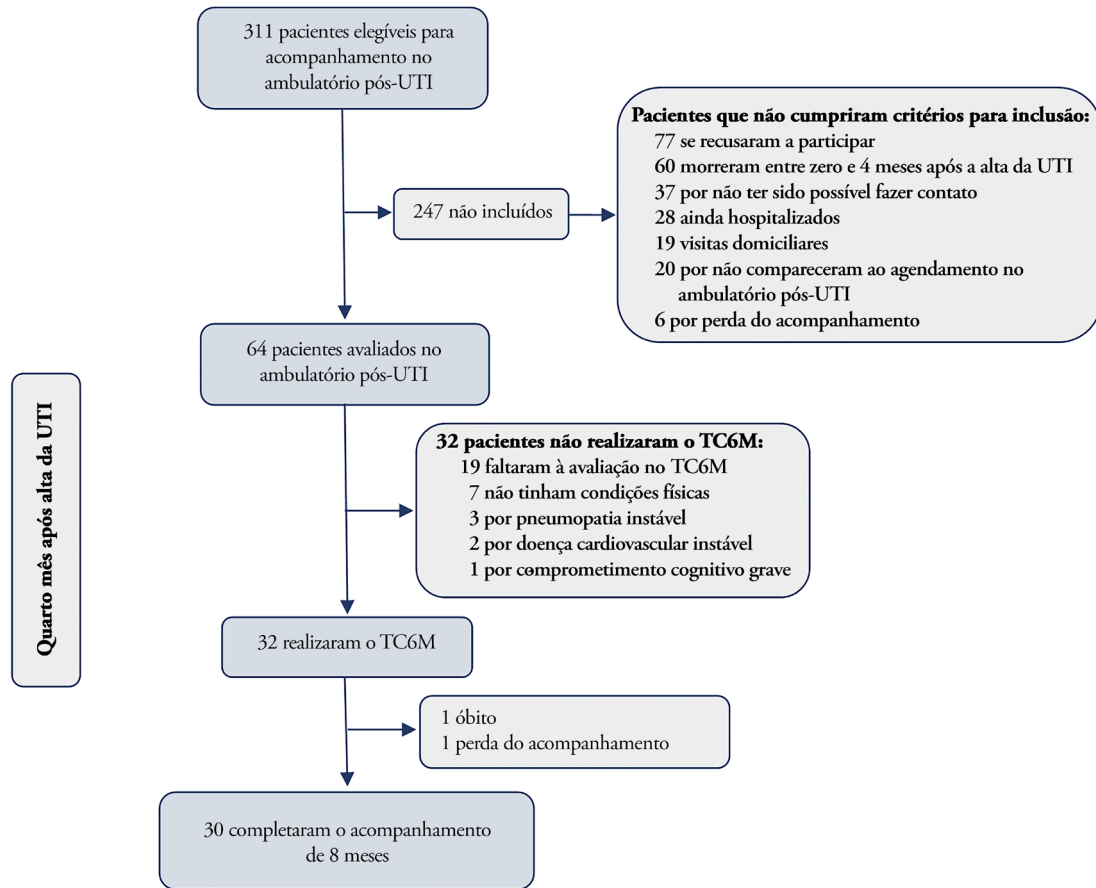 311 pacientes elegíveis para
acompanhamento no
ambulatório pós-UTI
Pacientes que não cumpriram critérios para inclusão:
77 se recusaram a participar
60 morreram entre zero e 4 meses após a alta da UTI
37 por não ter sido possível fazer contato
28 ainda hospitalizados
19 visitas domiciliares
20 por não compareceram ao agendamento no
ambulatório pós-UTI
6 por perda do acompanhamento
247 não incluídos
64 pacientes avaliados no
ambulatório pós-UTI
Quarto mês após alta da UTI
32 pacientes não realizaram o TC6M:
19 faltaram à avaliação no TC6M
7 não tinham condições físicas
3 por pneumopatia instável
2 por doença cardiovascular instável
1 por comprometimento cognitivo grave
32 realizaram o TC6M
1 óbito
1 perda do acompanhamento
30 completaram o acompanhamento
de 8 meses